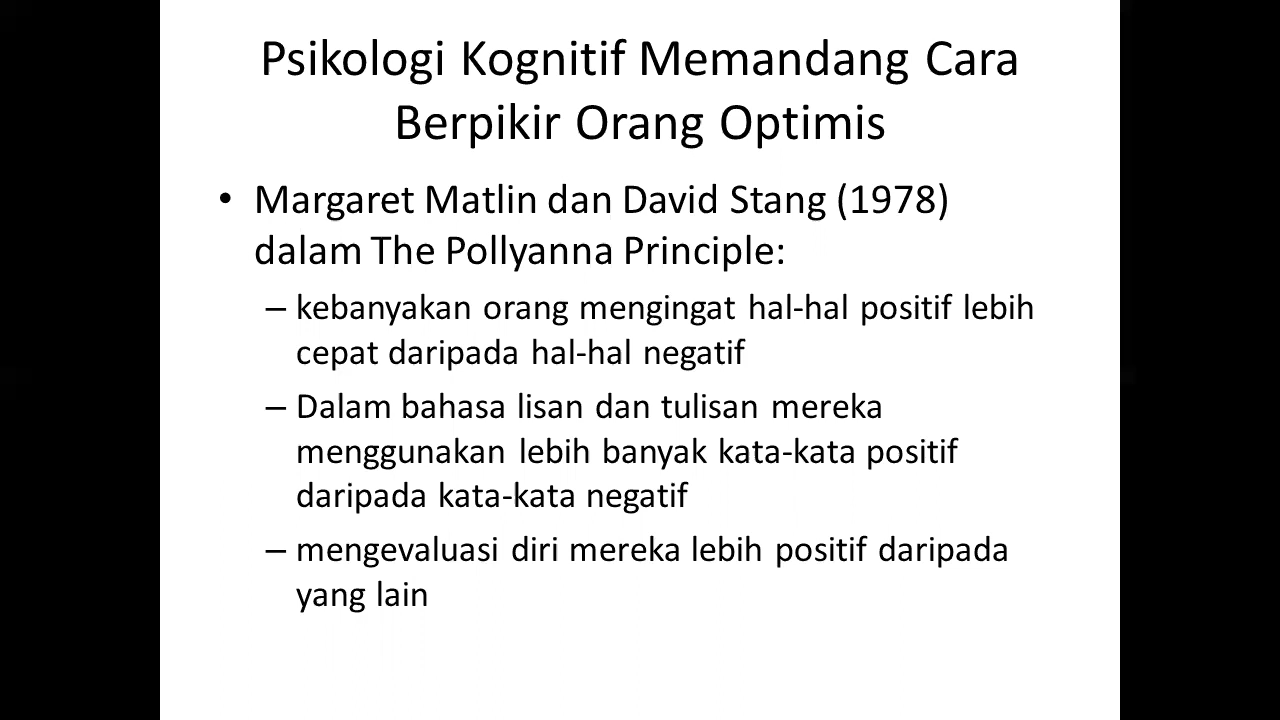 Psikologi Kognitif Memandang Cara
Berpikir Orang Optimis
• Margaret Matlin dan David Stang (1978)
dalam The Pollyanna Principle:
– kebanyakan orang mengingat hal-hal positif lebih
cepat daripada hal-hal negatif
– Dalam bahasa lisan dan tulisan mereka
menggunakan lebih banyak kata-kata positif
daripada kata-kata negatif
– mengevaluasi diri mereka lebih positif daripada
yang lain